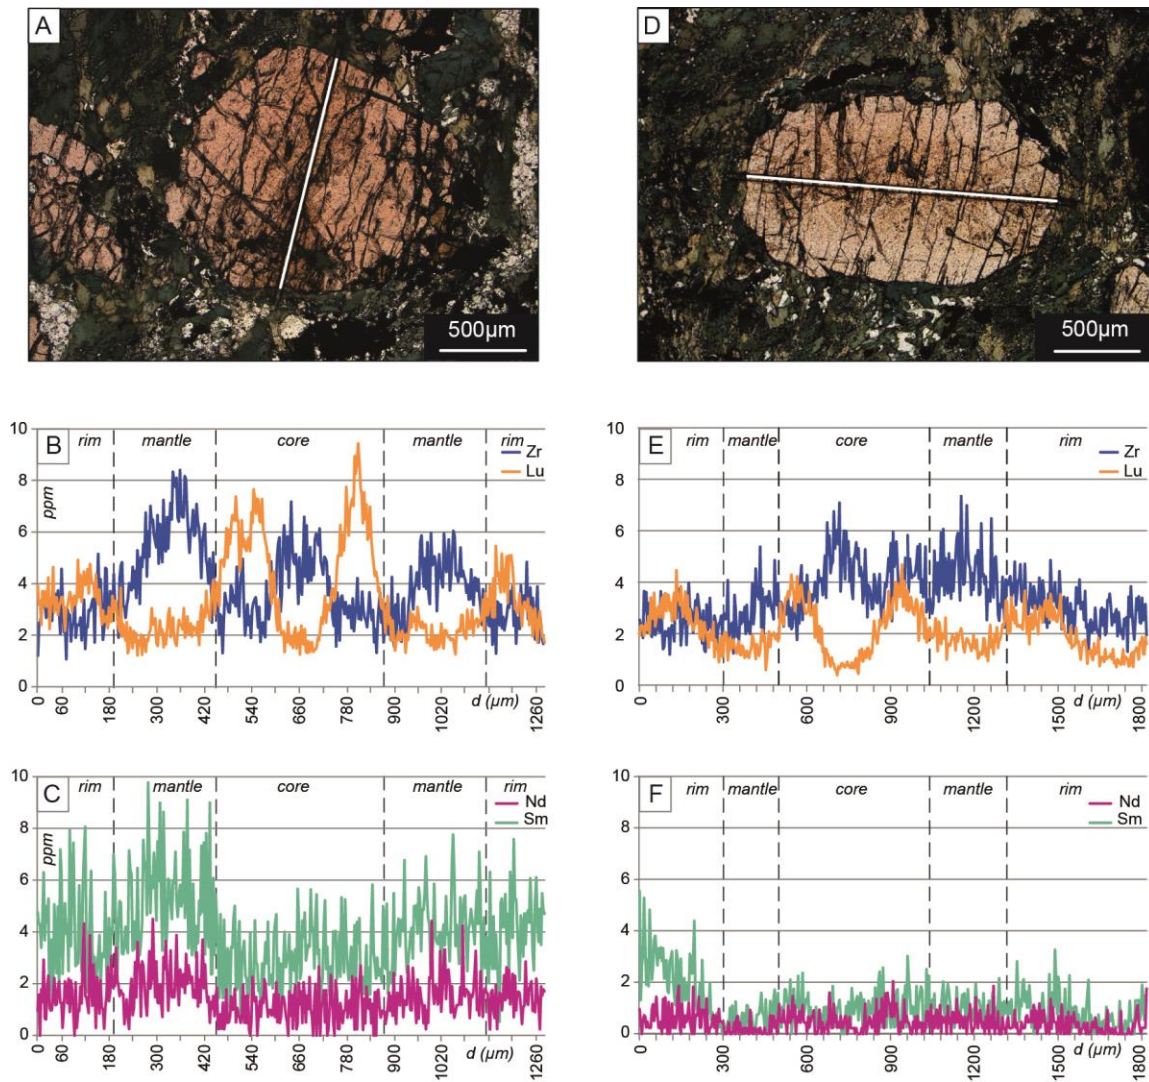 A
500µm
D
500µm
B
rim mantle core mantle rim
Zr
Lu
ppm
10
8
6
4
2
0
0 60 180 300 420 540 660 780 900 1020 1260
d (µm)
E
rim mantle core mantle rim
Zr
Lu
10
8
6
4
2
0
0 300 600 900 1200 1500 1800
d (µm)
C
rim mantle core mantle rim
Nd
Sm
ppm
10
8
6
4
2
0
0 60 180 300 420 540 660 780 900 1020 1260
d (µm)
F
rim mantle core mantle rim
Nd
Sm
10
8
6
4
2
0
0 300 600 900 1200 1500 1800
d (µm)